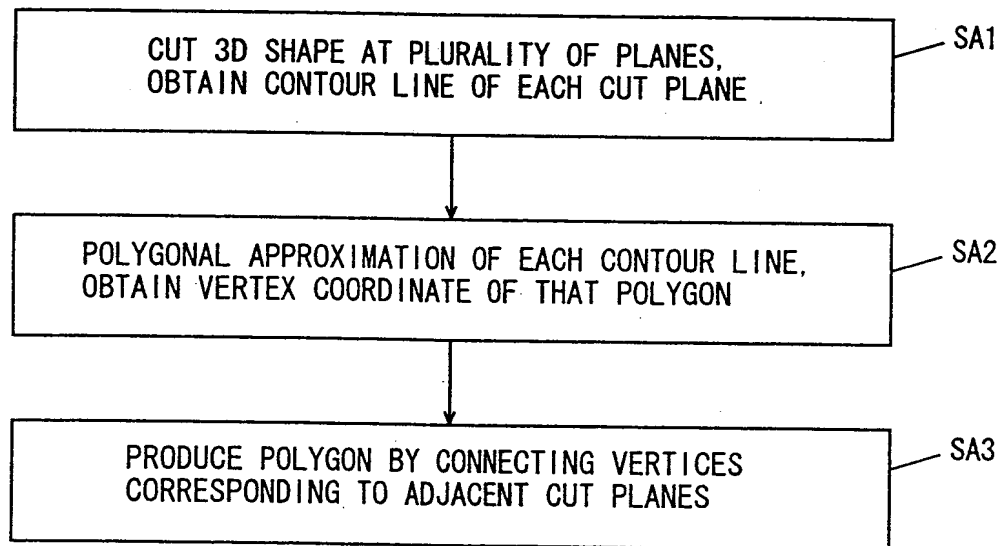 CUT 3D SHAPE AT PLURALITY OF PLANES,
OBTAIN CONTOUR LINE OF EACH CUT PLANE
SA1
POLYGONAL APPROXIMATION OF EACH CONTOUR LINE,
OBTAIN VERTEX COORDINATE OF THAT POLYGON
SA2
PRODUCE POLYGON BY CONNECTING VERTICES
CORRESPONDING TO ADJACENT CUT PLANES
SA3